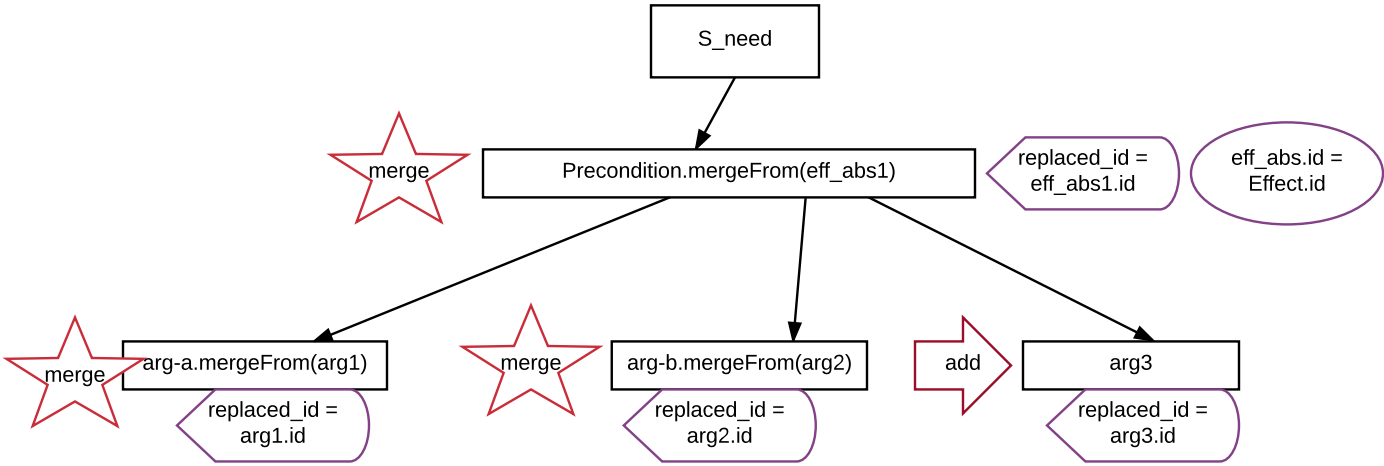 S_need
merge
Precondition.mergeFrom(eff_abs1)
replaced_id =
eff_abs1.id
eff_abs.id =
Effect.id
merge
arg-a.mergeFrom(arg1)
replaced_id =
arg1.id
merge
arg-b.mergeFrom(arg2)
replaced_id =
arg2.id
add
arg3
replaced_id =
arg3.id